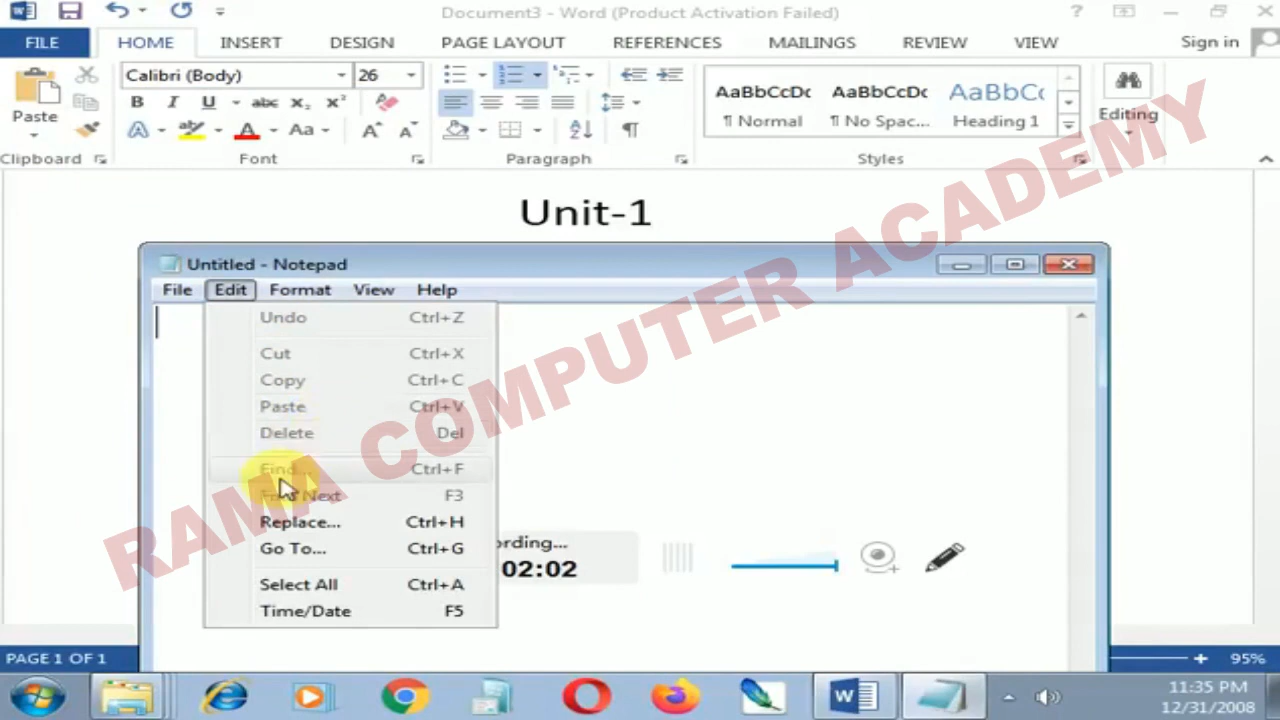 Document3 - Word (Product Activation Failed)
FILE HOME INSERT DESIGN PAGE LAYOUT REFERENCES MAILINGS REVIEW VIEW Sign in
Calibri (Body) 26
Paste
AaBbCcDc AaBbCcDc AaBbCc
¶ Normal ¶ No Spac... Heading 1
Editing
Clipboard Font Paragraph Styles
Unit-1
Untitled - Notepad
File Edit Format View Help
Undo Ctrl+Z
Cut Ctrl+X
Copy Ctrl+C
Paste Ctrl+V
Delete Del
Find... Ctrl+F
Find Next F3
Replace... Ctrl+H
Go To... Ctrl+G
Select All Ctrl+A
Time/Date F5
ording...
02:02
RAMA COMPUTER ACADEMY
PAGE 1 OF 1 95%
11:35 PM
12/31/2008